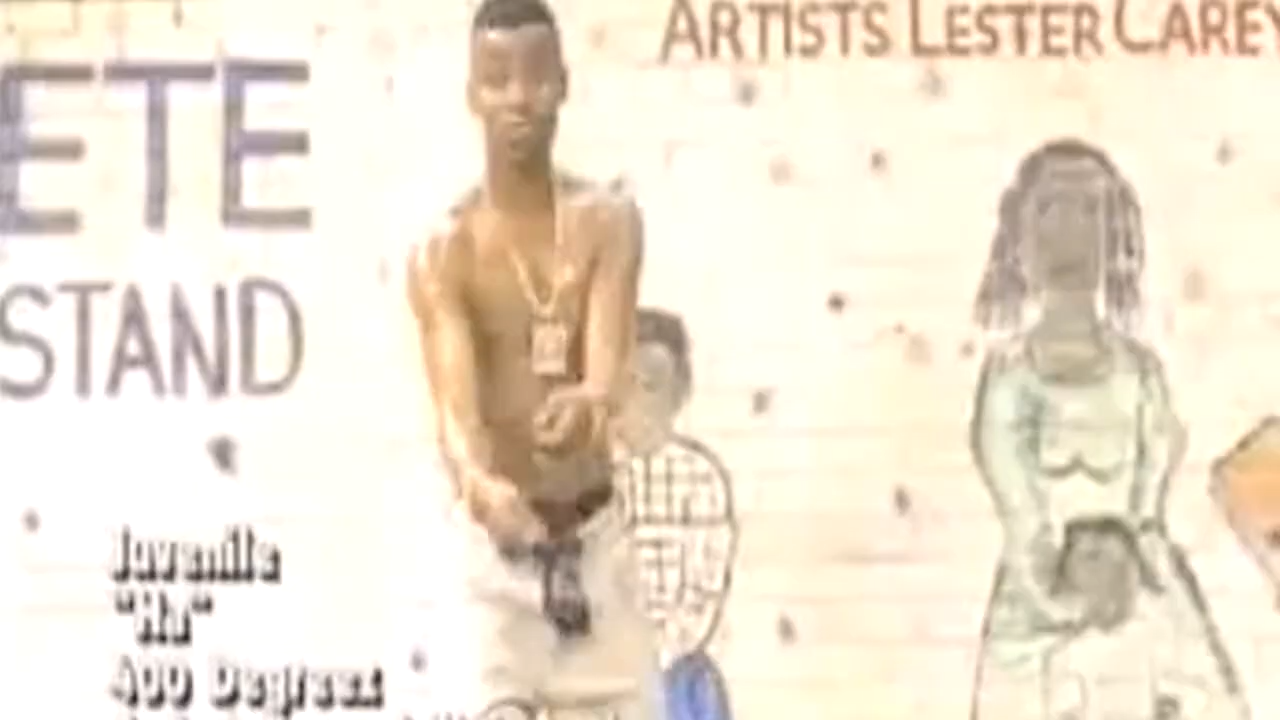 ARTISTS LESTER CAREY
ETE
STAND
Juvenile
"Ha"
400 Degreez